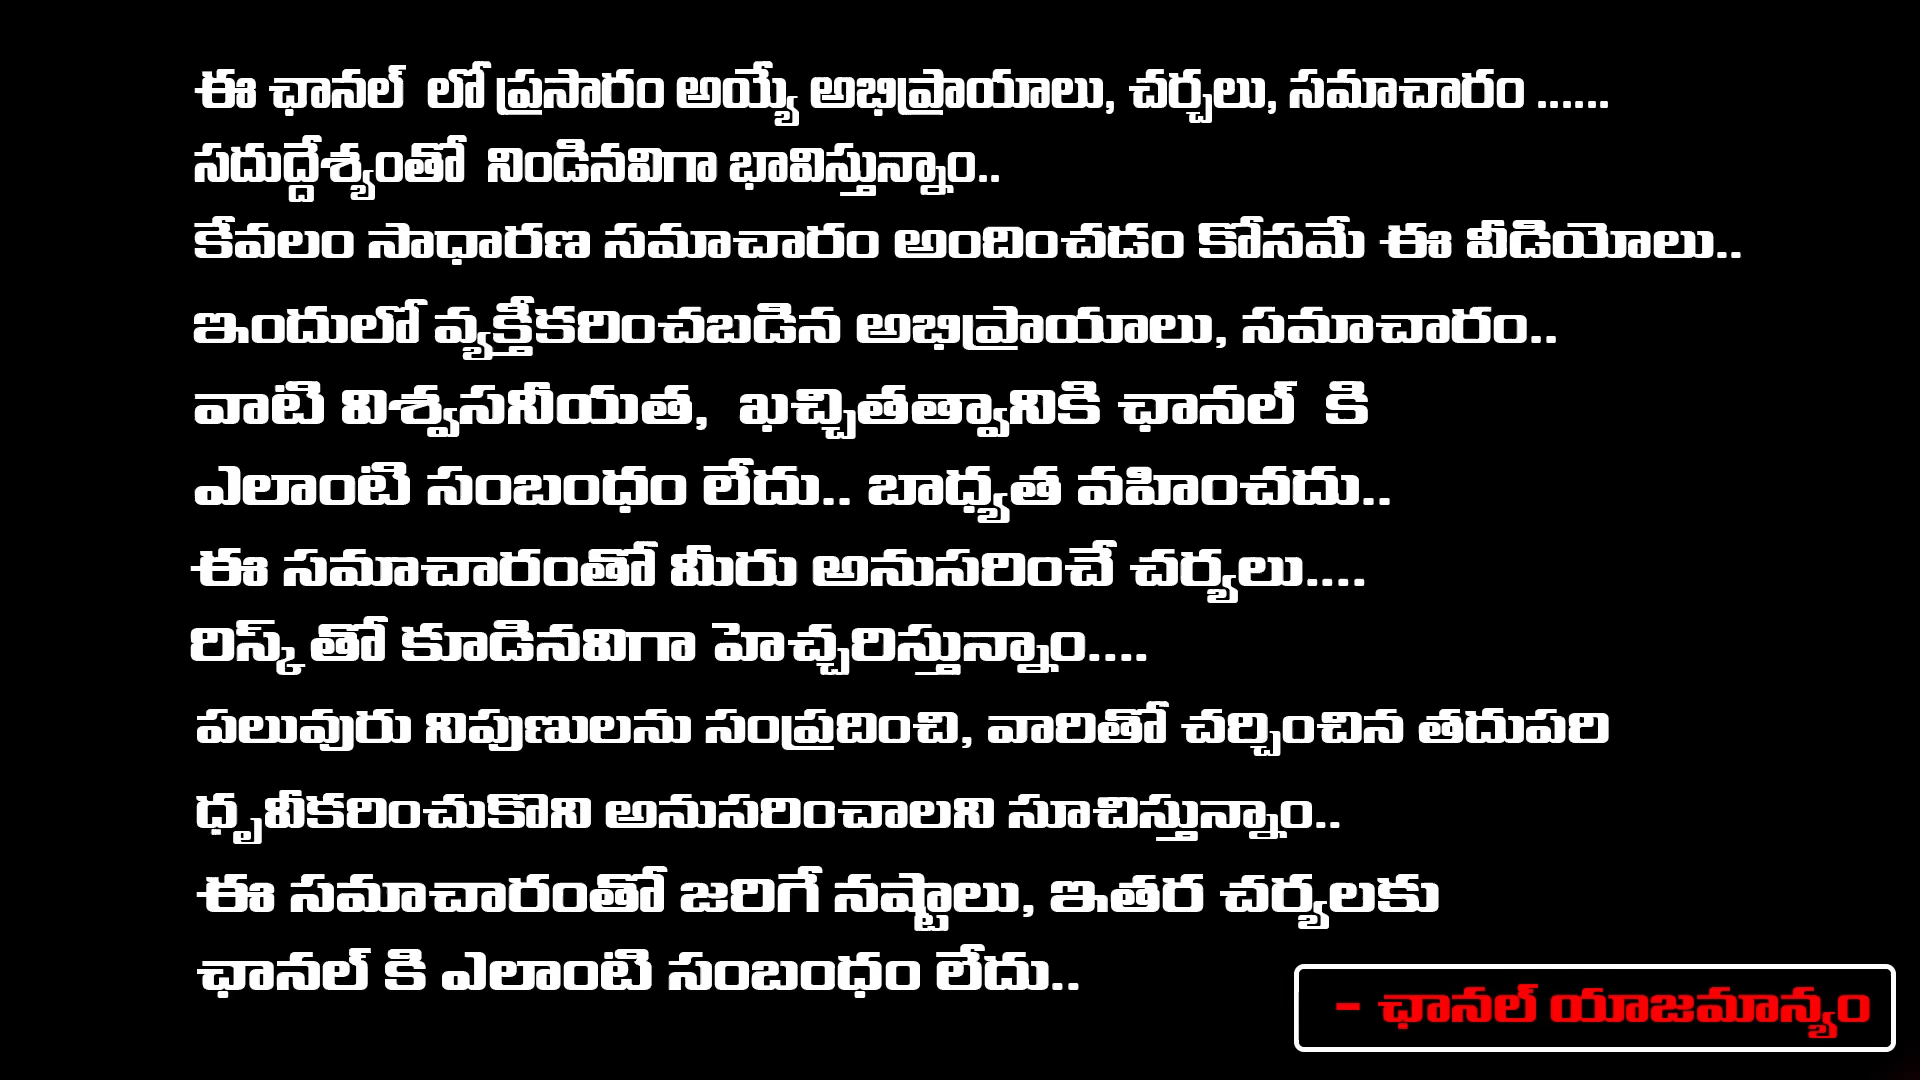 ఈ ఛానల్ లో ప్రసారం అయ్యే అభిప్రాయాలు, చర్చలు, సమాచారం ......
సదుద్దేశ్యంతో నిండినవిగా భావిస్తున్నాం..
కేవలం సాధారణ సమాచారం అందించడం కోసమే ఈ వీడియోలు..
ఇందులో వ్యక్తీకరించబడిన అభిప్రాయాలు, సమాచారం..
వాటి విశ్వసనీయత, ఖచ్చితత్వానికి ఛానల్ కి
ఎలాంటి సంబంధం లేదు.. బాధ్యత వహించదు..
ఈ సమాచారంతో మీరు అనుసరించే చర్యలు....
రిస్క్ తో కూడినవిగా హెచ్చరిస్తున్నాం....
పలువురు నిపుణులను సంప్రదించి, వారితో చర్చించిన తదుపరి
ధృవీకరించుకొని అనుసరించాలని సూచిస్తున్నాం..
ఈ సమాచారంతో జరిగే నష్టాలు, ఇతర చర్యలకు
ఛానల్ కి ఎలాంటి సంబంధం లేదు..
- ఛానల్ యాజమాన్యం